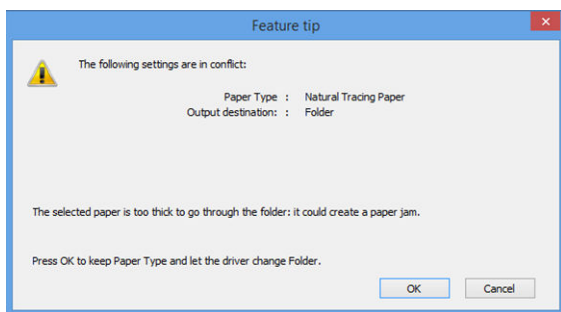 Feature tip
The following settings are in conflict:
Paper Type : Natural Tracing Paper
Output destination: : Folder
The selected paper is too thick to go through the folder: it could create a paper jam.
Press OK to keep Paper Type and let the driver change Folder.
OK Cancel